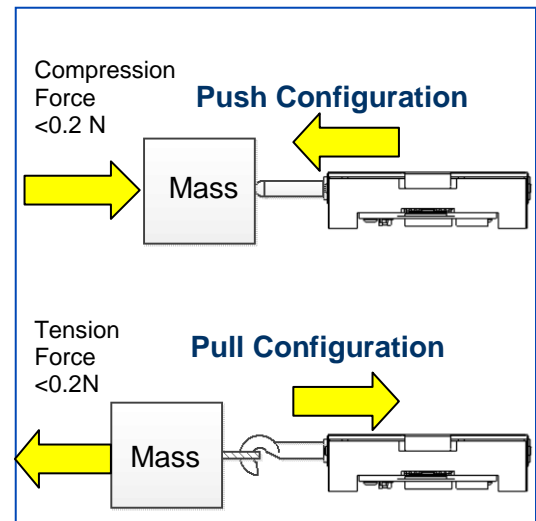 Compression
Force
<0.2 N
Push Configuration
Mass
Tension
Force
<0.2N
Pull Configuration
Mass